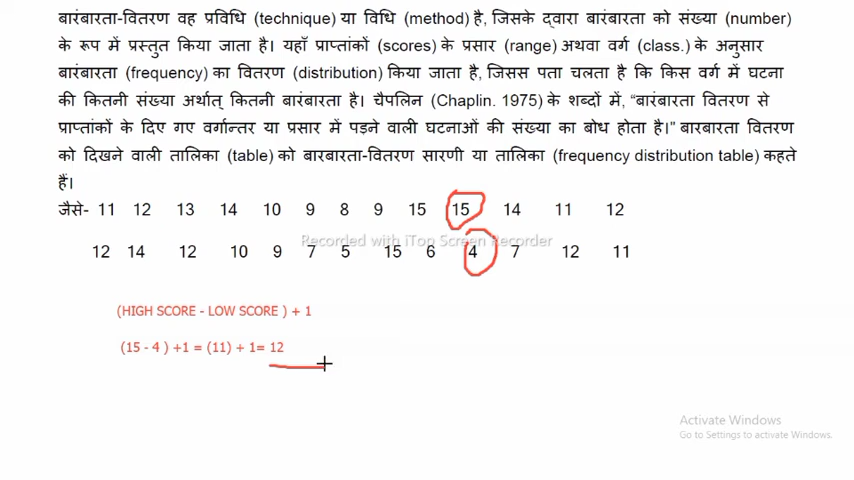 बारंबारता-वितरण वह प्रविधि (technique) या विधि (method) है, जिसके द्वारा बारंबारता को संख्या (number)
के रूप में प्रस्तुत किया जाता है। यहाँ प्राप्तांकों (scores) के प्रसार (range) अथवा वर्ग (class.) के अनुसार
बारंबारता (frequency) का वितरण (distribution) किया जाता है, जिसस पता चलता है कि किस वर्ग में घटना
की कितनी संख्या अर्थात् कितनी बारंबारता है। चैपलिन (Chaplin. 1975) के शब्दों में, "बारंबारता वितरण से
प्राप्तांकों के दिए गए वर्गान्तर या प्रसार में पड़ने वाली घटनाओं की संख्या का बोध होता है।" बारबारता वितरण
को दिखने वाली तालिका (table) को बारबारता-वितरण सारणी या तालिका (frequency distribution table) कहते
हैं।
जैसे- 11 12 13 14 10 9 8 9 15 15 14 11 12
Recorded with iTop Screen Recorder
12 14 12 10 9 7 5 15 6 4 7 12 11
(HIGH SCORE - LOW SCORE ) + 1
(15 - 4 ) +1 = (11) + 1= 12
Activate Windows
Go to Settings to activate Windows.